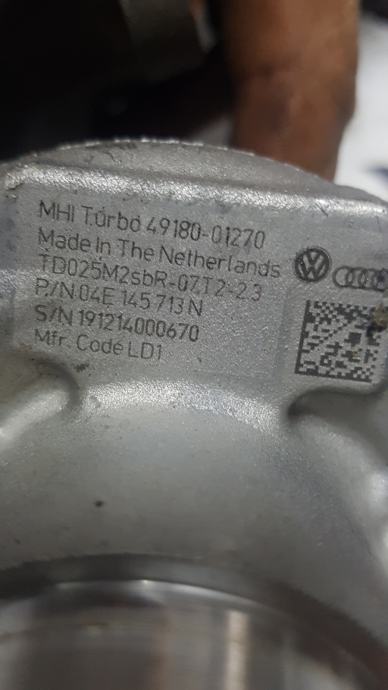 MHI Turbo 49180-01270
Made In The Netherlands
TD025M2sbR-07T2-2.3
P/N 04E 145 713 N
S/N 191214000670
Mfr. Code LD1